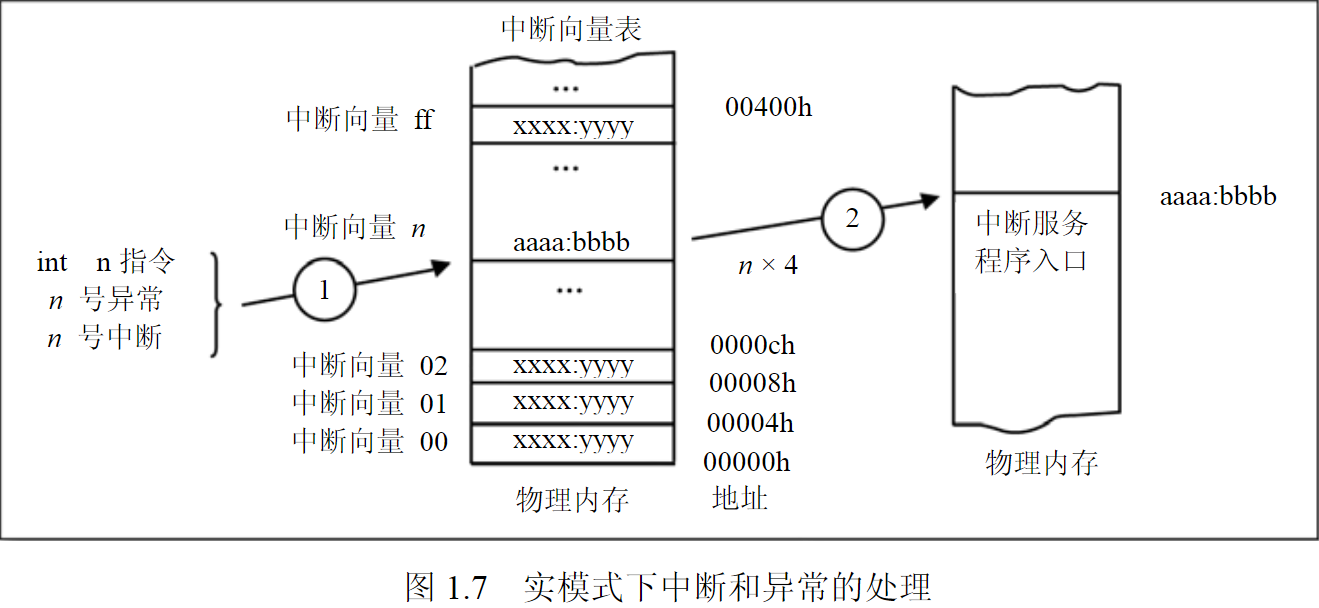 中断向量表
...
中断向量 ff
xxxx:yyyy
00400h
...
中断向量 n
aaaa:bbbb
int n 指令
n 号异常
n 号中断
1
...
2
n × 4
中断服务
程序入口
aaaa:bbbb
0000ch
中断向量 02
xxxx:yyyy
00008h
中断向量 01
xxxx:yyyy
00004h
中断向量 00
xxxx:yyyy
00000h
物理内存
地址
物理内存
图 1.7 实模式下中断和异常的处理